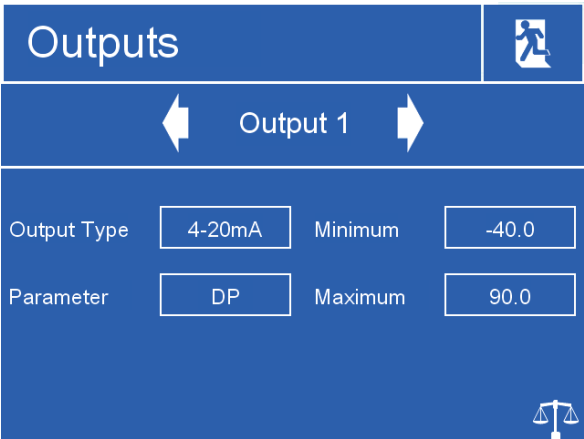 Outputs
Output 1
Output Type 4-20mA Minimum -40.0
Parameter DP Maximum 90.0